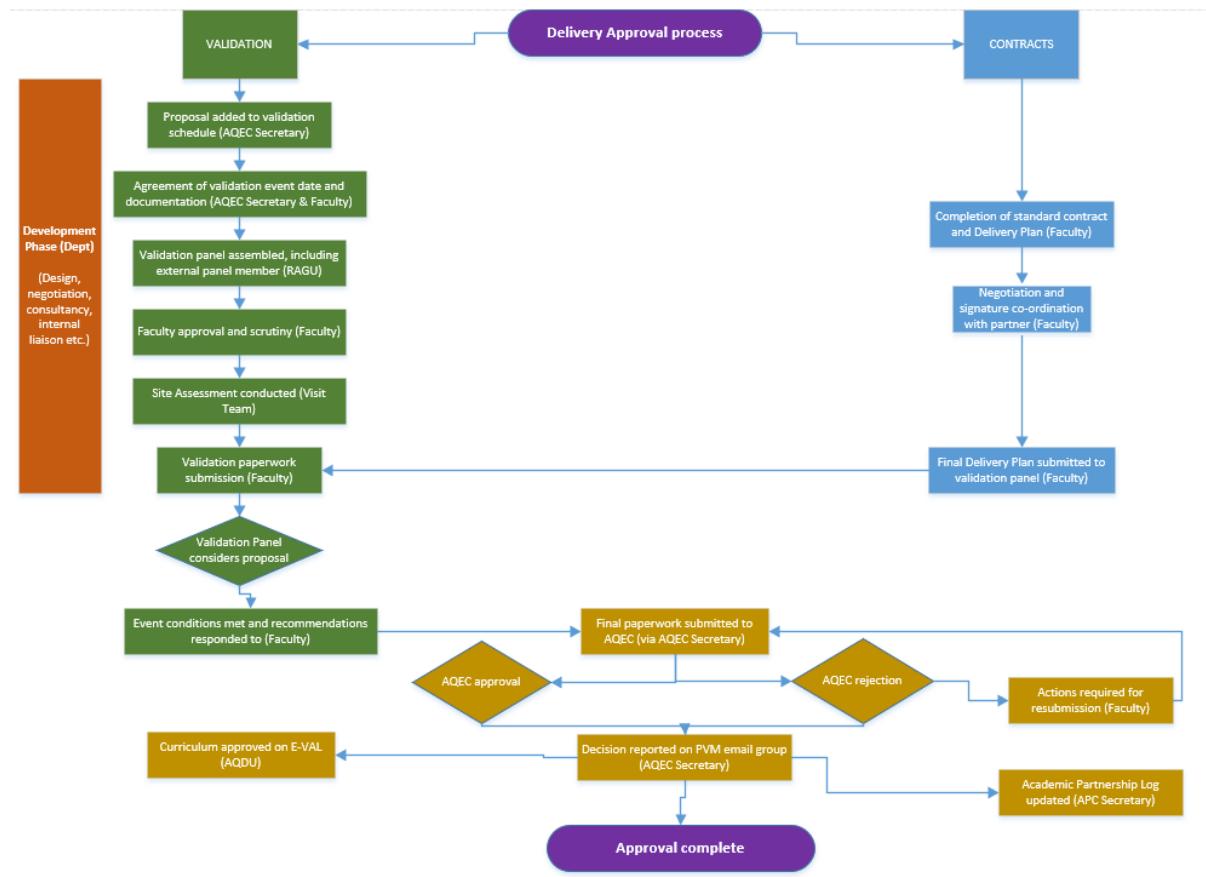 Delivery Approval process
VALIDATION
CONTRACTS
Development
Phase (Dept)
(Design,
negotiation,
consultancy,
internal
liaison etc.)
Proposal added to validation
schedule (AQEC Secretary)
Agreement of validation event date and
documentation (AQEC Secretary & Faculty)
Validation panel assembled, including
external panel member (RAGU)
Faculty approval and scrutiny (Faculty)
Site Assessment conducted (Visit
Team)
Validation paperwork
submission (Faculty)
Completion of standard contract
and Delivery Plan (Faculty)
Negotiation and
signature co-ordination
with partner (Faculty)
Final Delivery Plan submitted to
validation panel (Faculty)
Validation Panel
considers proposal
Event conditions met and recommendations
responded to (Faculty)
Final paperwork submitted to
AQEC (via AQEC Secretary)
AQEC approval
AQEC rejection
Actions required for
resubmission (Faculty)
Curriculum approved on E-VAL
(AQDU)
Decision reported on PVM email group
(AQEC Secretary)
Academic Partnership Log
updated (APC Secretary)
Approval complete